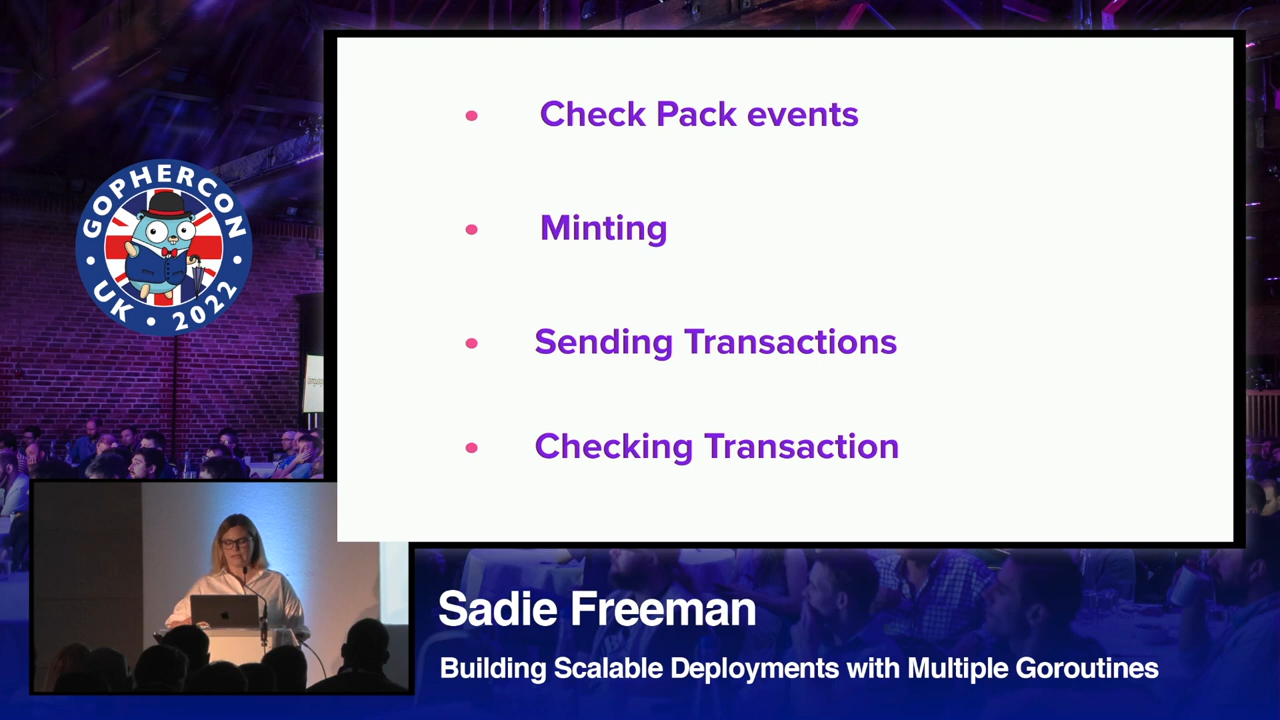 GOPHERCON
UK • 2022
• Check Pack events
• Minting
• Sending Transactions
• Checking Transaction
Sadie Freeman
Building Scalable Deployments with Multiple Goroutines